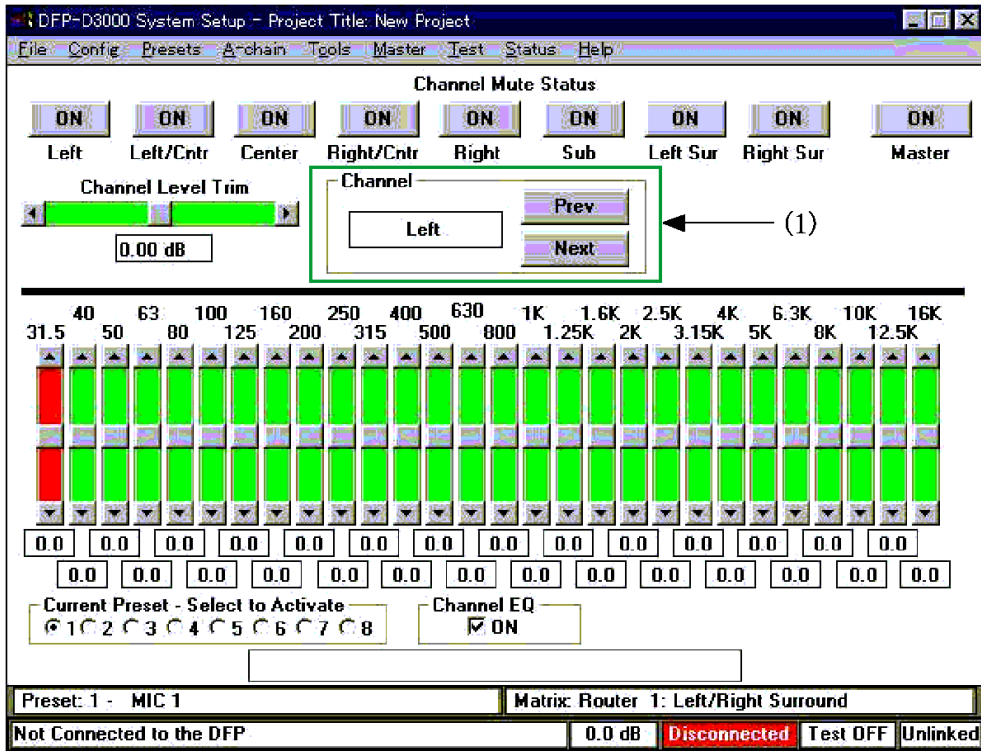 DFP-D3000 System Setup - Project Title: New Project
File Config Presets A-chain Tools Master Test Status Help
Channel Mute Status
ON ON ON ON ON ON ON ON ON
Left Left/Cntr Center Right/Cntr Right Sub Left Sur Right Sur Master
Channel Level Trim
0.00 dB
Channel
Left
Prev
Next
(1)
40 63 100 160 250 400 630 1K 1.6K 2.5K 4K 6.3K 10K 16K
31.5 50 80 125 200 315 500 800 1.25K 2K 3.15K 5K 8K 12.5K
0.0 0.0 0.0 0.0 0.0 0.0 0.0 0.0 0.0 0.0 0.0 0.0 0.0 0.0
0.0 0.0 0.0 0.0 0.0 0.0 0.0 0.0 0.0 0.0 0.0 0.0 0.0 0.0
Current Preset - Select to Activate
1 2 3 4 5 6 7 8
Channel EQ
ON
Preset: 1 - MIC 1
Matrix: Router 1: Left/Right Surround
Not Connected to the DFP
0.0 dB
Disconnected
Test OFF
Unlinked